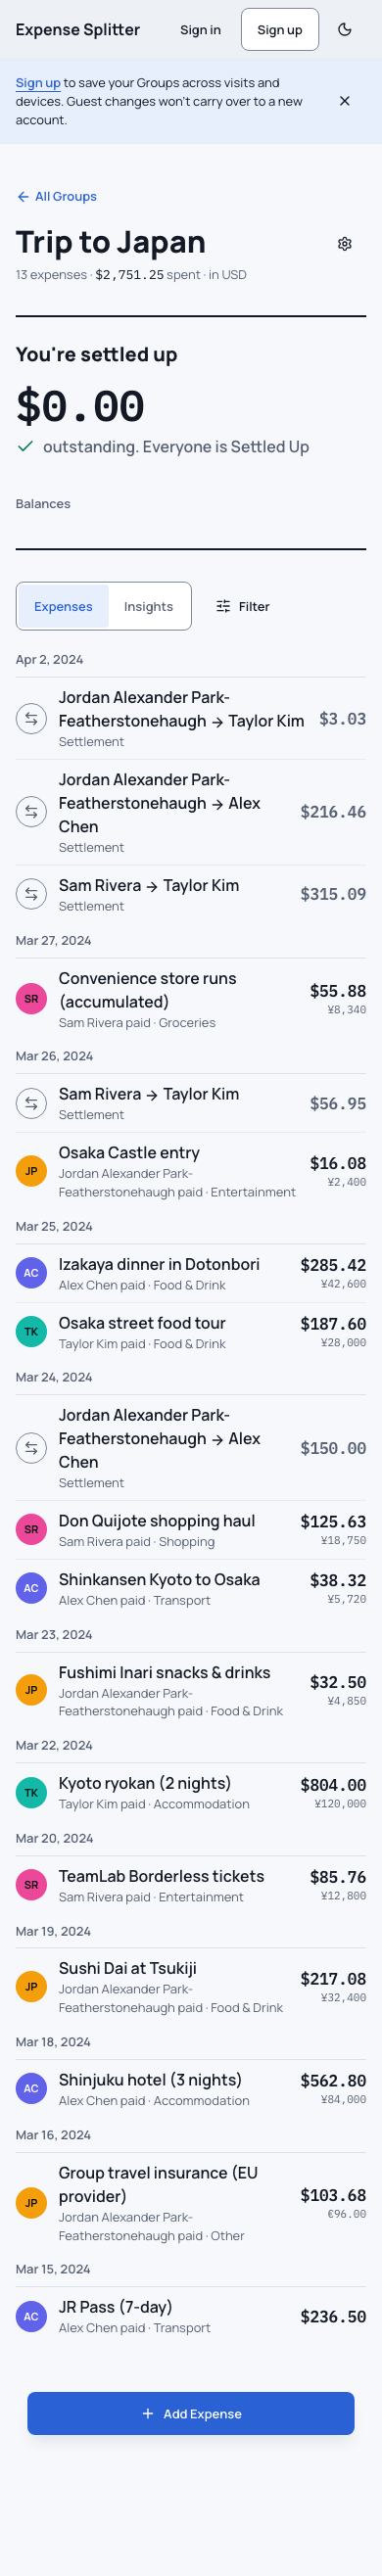 Expense Splitter
Sign in
Sign up
Sign up to save your Groups across visits and
devices. Guest changes won't carry over to a new
account.
All Groups
Trip to Japan
13 expenses · $2,751.25 spent · in USD
You're settled up
$0.00
outstanding. Everyone is Settled Up
Balances
Expenses
Insights
Filter
Apr 2, 2024
Jordan Alexander Park-
Featherstonehaugh → Taylor Kim
$3.03
Settlement
Jordan Alexander Park-
Featherstonehaugh → Alex
Chen
$216.46
Settlement
Sam Rivera → Taylor Kim
$315.09
Settlement
Mar 27, 2024
SR
Convenience store runs
(accumulated)
$55.88
¥8,340
Sam Rivera paid · Groceries
Mar 26, 2024
Sam Rivera → Taylor Kim
$56.95
Settlement
JP
Osaka Castle entry
$16.08
¥2,400
Jordan Alexander Park-
Featherstonehaugh paid · Entertainment
Mar 25, 2024
AC
Izakaya dinner in Dotonbori
$285.42
Alex Chen paid · Food & Drink
¥42,600
TK
Osaka street food tour
$187.60
Taylor Kim paid · Food & Drink
¥28,000
Mar 24, 2024
Jordan Alexander Park-
Featherstonehaugh → Alex
Chen
$150.00
Settlement
SR
Don Quijote shopping haul
$125.63
Sam Rivera paid · Shopping
¥18,750
AC
Shinkansen Kyoto to Osaka
$38.32
Alex Chen paid · Transport
¥5,720
Mar 23, 2024
JP
Fushimi Inari snacks & drinks
$32.50
Jordan Alexander Park-
Featherstonehaugh paid · Food & Drink
¥4,850
Mar 22, 2024
TK
Kyoto ryokan (2 nights)
$804.00
Taylor Kim paid · Accommodation
¥120,000
Mar 20, 2024
SR
TeamLab Borderless tickets
$85.76
Sam Rivera paid · Entertainment
¥12,800
Mar 19, 2024
JP
Sushi Dai at Tsukiji
$217.08
Jordan Alexander Park-
Featherstonehaugh paid · Food & Drink
¥32,400
Mar 18, 2024
AC
Shinjuku hotel (3 nights)
$562.80
Alex Chen paid · Accommodation
¥84,000
Mar 16, 2024
JP
Group travel insurance (EU
provider)
$103.68
€96.00
Jordan Alexander Park-
Featherstonehaugh paid · Other
Mar 15, 2024
AC
JR Pass (7-day)
$236.50
Alex Chen paid · Transport
Add Expense